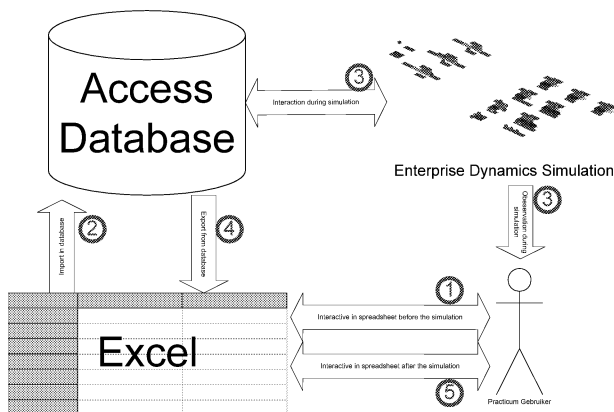 Access
Database
3
Interaction during simulation
Enterprise Dynamics Simulation
2
Import in database
Export from database
4
3
Obeservation during
simulation
1
Interactive in spreadsheet before the simulation
Excel
Interactive in spreadsheet after the simulation
5
Practicum Gebruiker